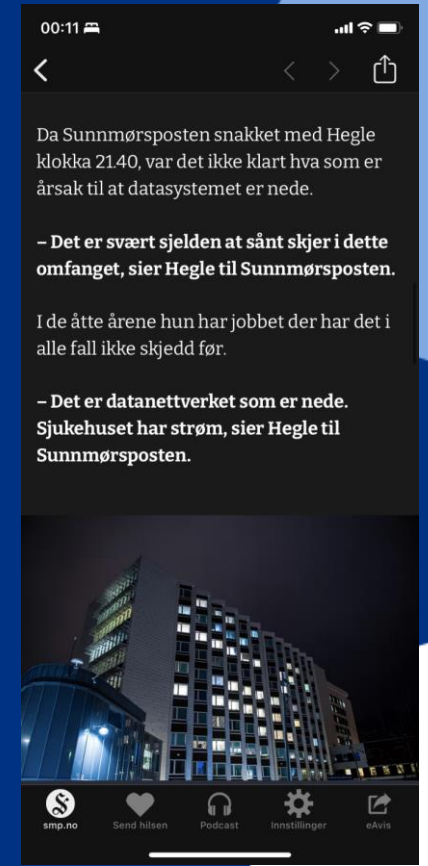 00:11
Da Sunnmørsposten snakket med Hegle
klokka 21.40, var det ikke klart hva som er
årsak til at datasystemet er nede.
– Det er svært sjelden at sånt skjer i dette
omfanget, sier Hegle til Sunnmørsposten.
I de åtte årene hun har jobbet der har det i
alle fall ikke skjedd før.
– Det er datanettverket som er nede.
Sjukehuset har strøm, sier Hegle til
Sunnmørsposten.
S
smp.no Send hilsen Podcast Innstillinger eAvis